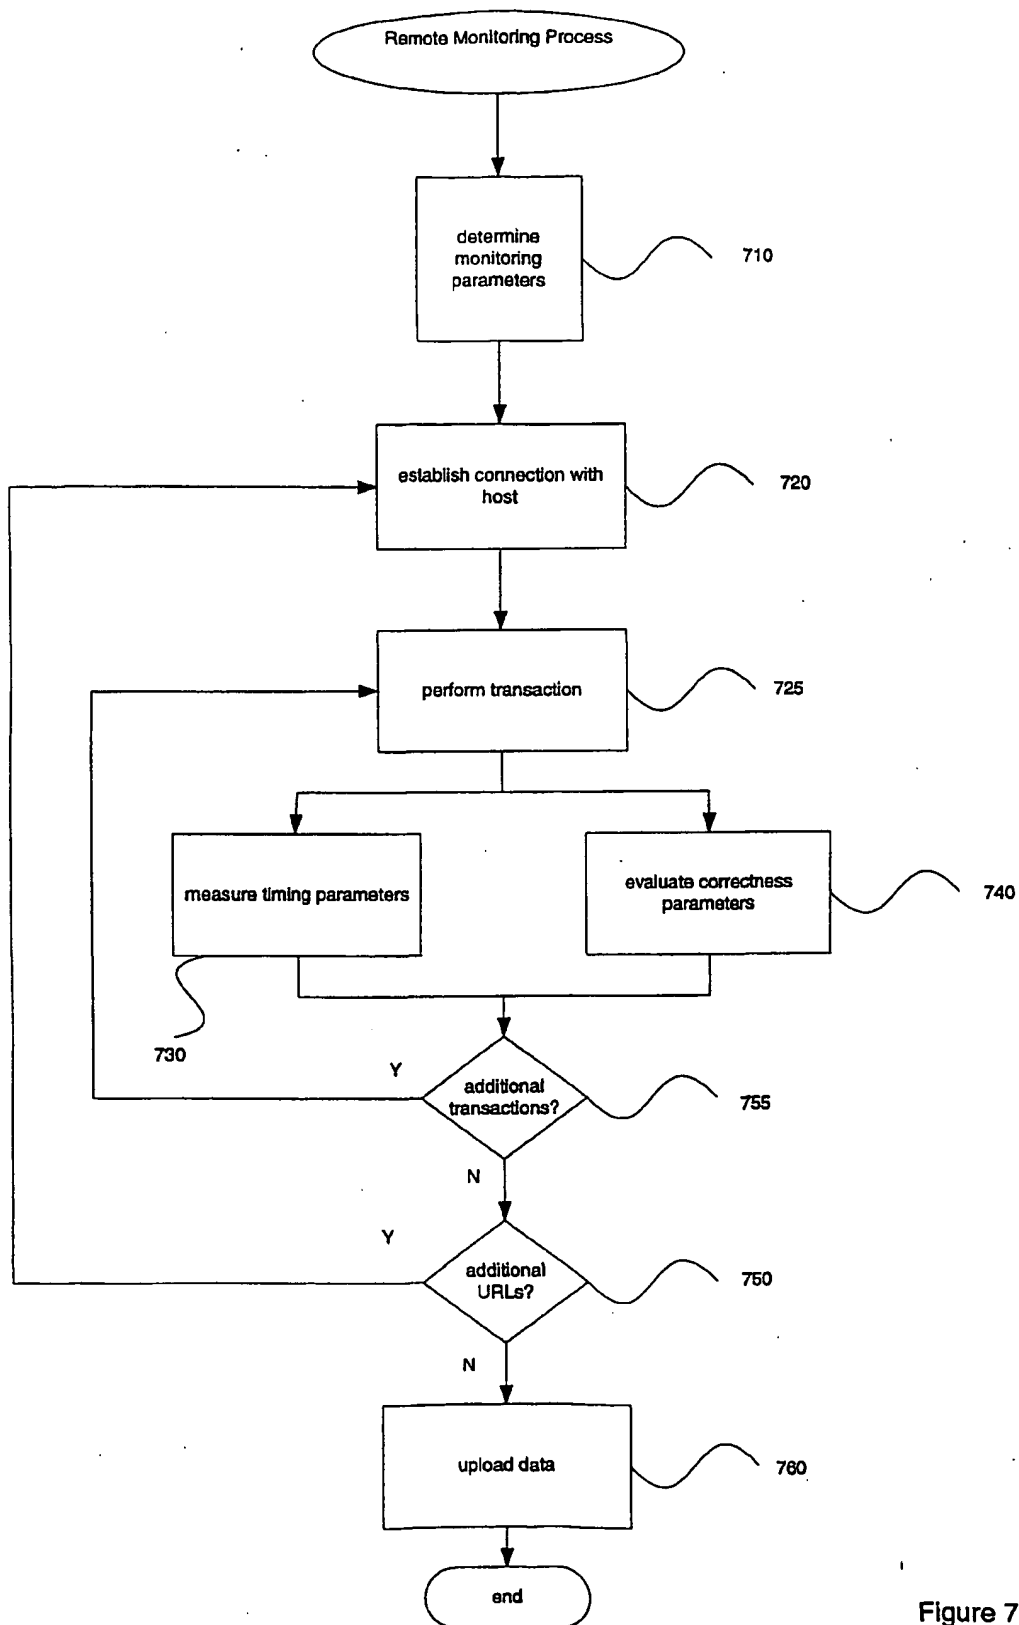 Remote Monitoring Process
determine
monitoring
parameters
710
establish connection with
host
720
perform transaction
725
measure timing parameters
evaluate correctness
parameters
740
730
Y
additional
transactions?
755
N
Y
additional
URLs?
750
N
upload data
760
end
Figure 7